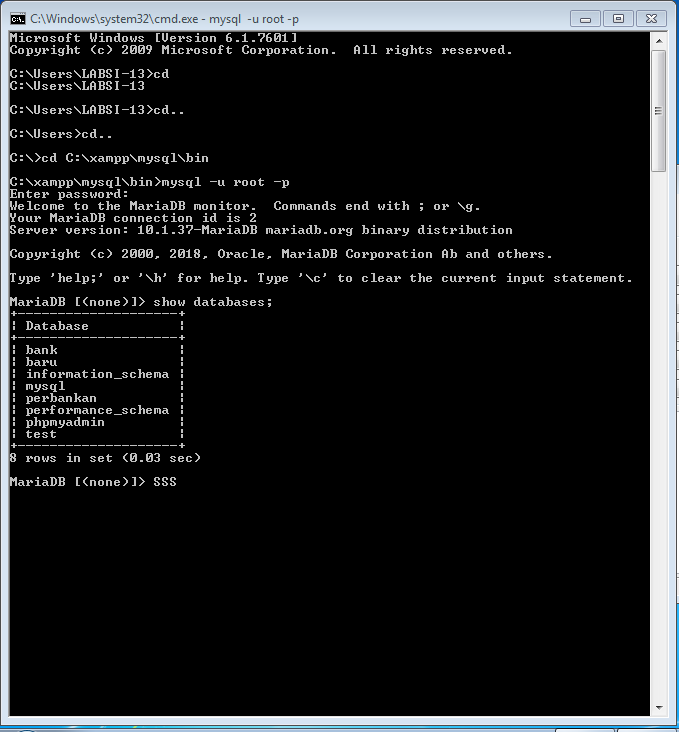 C:\Windows\system32\cmd.exe - mysql -u root -p
Microsoft Windows [Version 6.1.7601]
Copyright (c) 2009 Microsoft Corporation.  All rights reserved.
C:\Users\LABSI-13>cd
C:\Users\LABSI-13
C:\Users\LABSI-13>cd..
C:\Users>cd..
C:\>cd C:\xampp\mysql\bin
C:\xampp\mysql\bin>mysql -u root -p
Enter password:
Welcome to the MariaDB monitor.  Commands end with ; or \g.
Your MariaDB connection id is 2
Server version: 10.1.37-MariaDB mariadb.org binary distribution
Copyright (c) 2000, 2018, Oracle, MariaDB Corporation Ab and others.
Type 'help;' or '\h' for help. Type '\c' to clear the current input statement.
MariaDB [(none)]> show databases;
+--------------------+
| Database           |
+--------------------+
| bank               |
| baru               |
| information_schema |
| mysql              |
| perbankan          |
| performance_schema |
| phpmyadmin         |
| test               |
+--------------------+
8 rows in set (0.03 sec)
MariaDB [(none)]> SSS